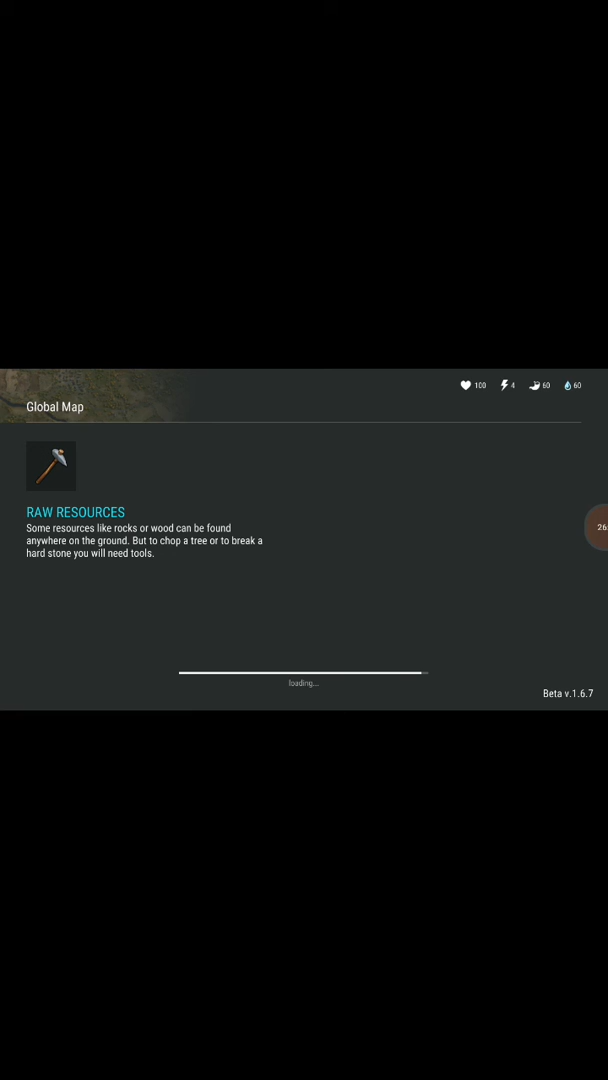 100 4 60 60
Global Map
RAW RESOURCES
Some resources like rocks or wood can be found
anywhere on the ground. But to chop a tree or to break a
hard stone you will need tools.
26
loading...
Beta v.1.6.7